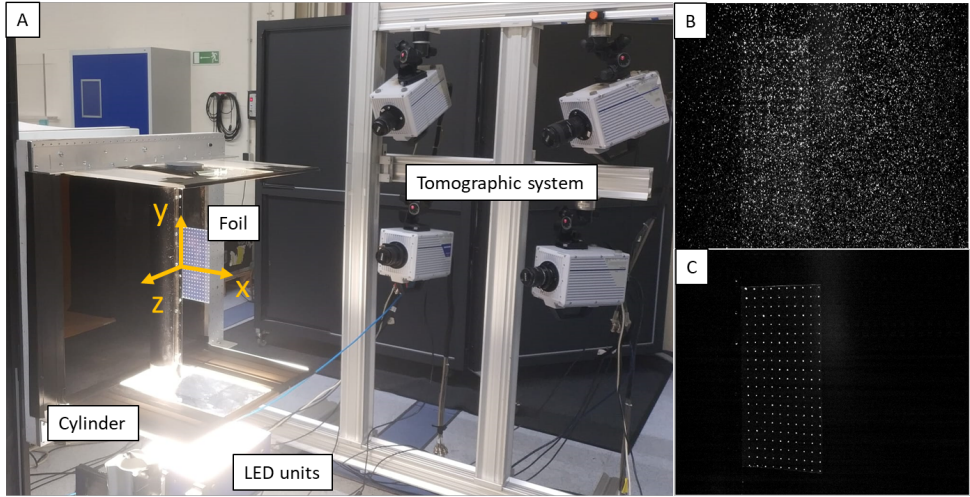 A
Tomographic system
Foil
y
x
z
Cylinder
LED units
B
C